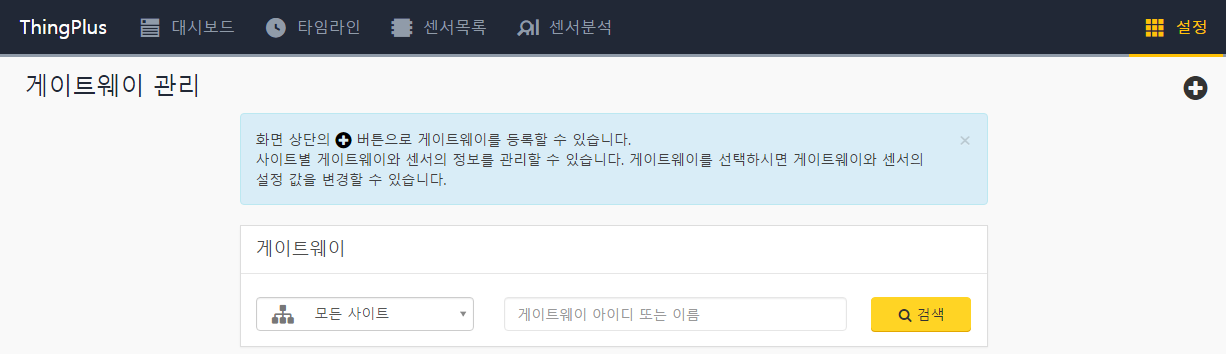 ThingPlus 대시보드 타임라인 센서목록 센서분석 설정
게이트웨이 관리
화면 상단의 버튼으로 게이트웨이를 등록할 수 있습니다.
사이트별 게이트웨이와 센서의 정보를 관리할 수 있습니다. 게이트웨이를 선택하시면 게이트웨이와 센서의
설정 값을 변경할 수 있습니다.
게이트웨이
모든 사이트 게이트웨이 아이디 또는 이름 검색